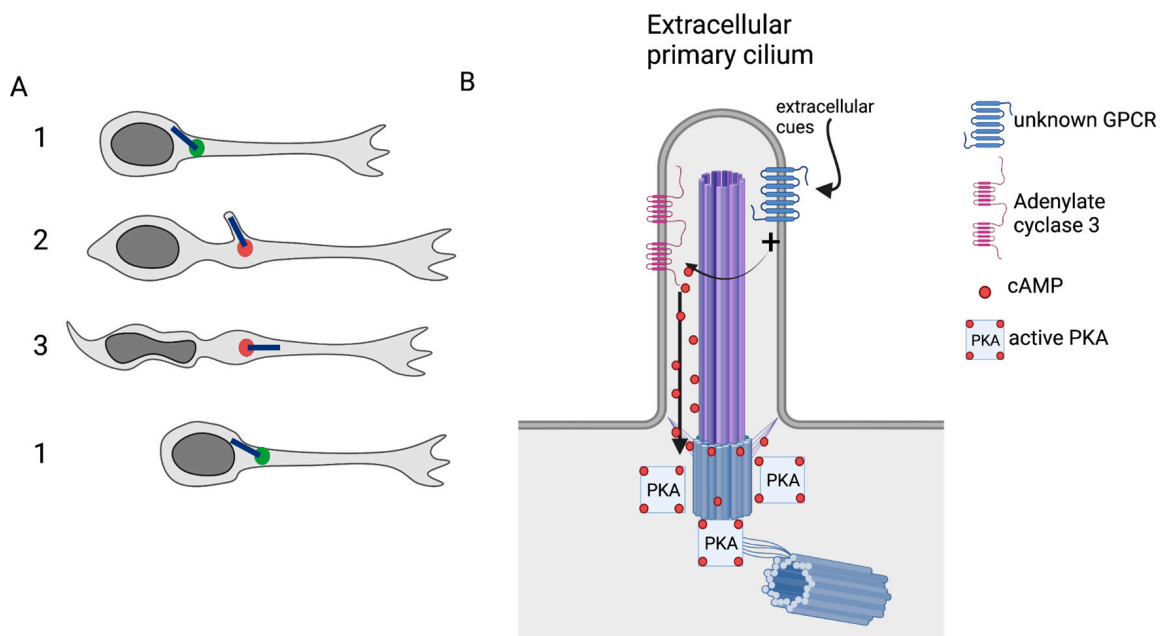 A
1
2
3
1
B
Extracellular
primary cilium
extracellular
cues
+
PKA
PKA
PKA
unknown GPCR
Adenylate
cyclase 3
cAMP
PKA
active PKA